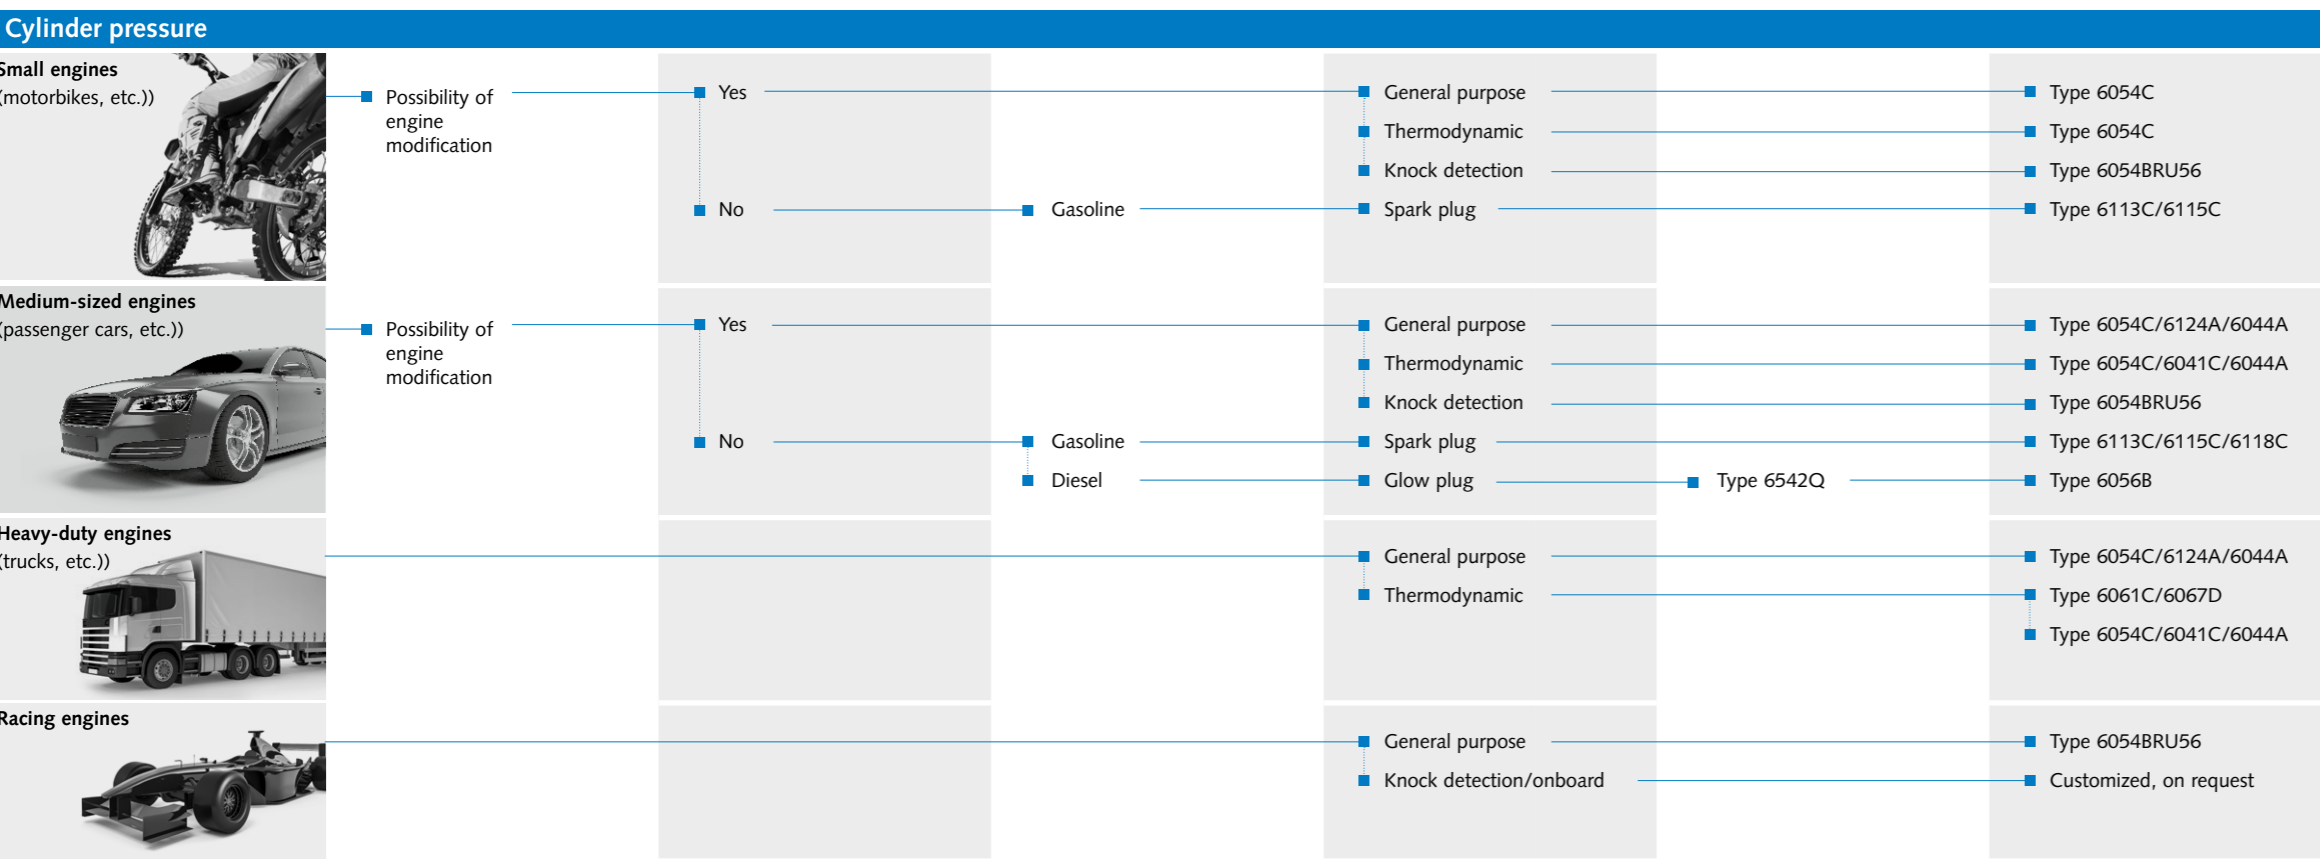 Cylinder pressure
Small engines
(motorbikes, etc.))
Possibility of
engine
modification
Yes
General purpose
Type 6054C
Thermodynamic
Type 6054C
Knock detection
Type 6054BRU56
No
Gasoline
Spark plug
Type 6113C/6115C
Medium-sized engines
(passenger cars, etc.))
Possibility of
engine
modification
Yes
General purpose
Type 6054C/6124A/6044A
Thermodynamic
Type 6054C/6041C/6044A
Knock detection
Type 6054BRU56
No
Gasoline
Spark plug
Type 6113C/6115C/6118C
Diesel
Glow plug
Type 6542Q
Type 6056B
Heavy-duty engines
(trucks, etc.))
General purpose
Type 6054C/6124A/6044A
Thermodynamic
Type 6061C/6067D
Type 6054C/6041C/6044A
Racing engines
General purpose
Type 6054BRU56
Knock detection/onboard
Customized, on request